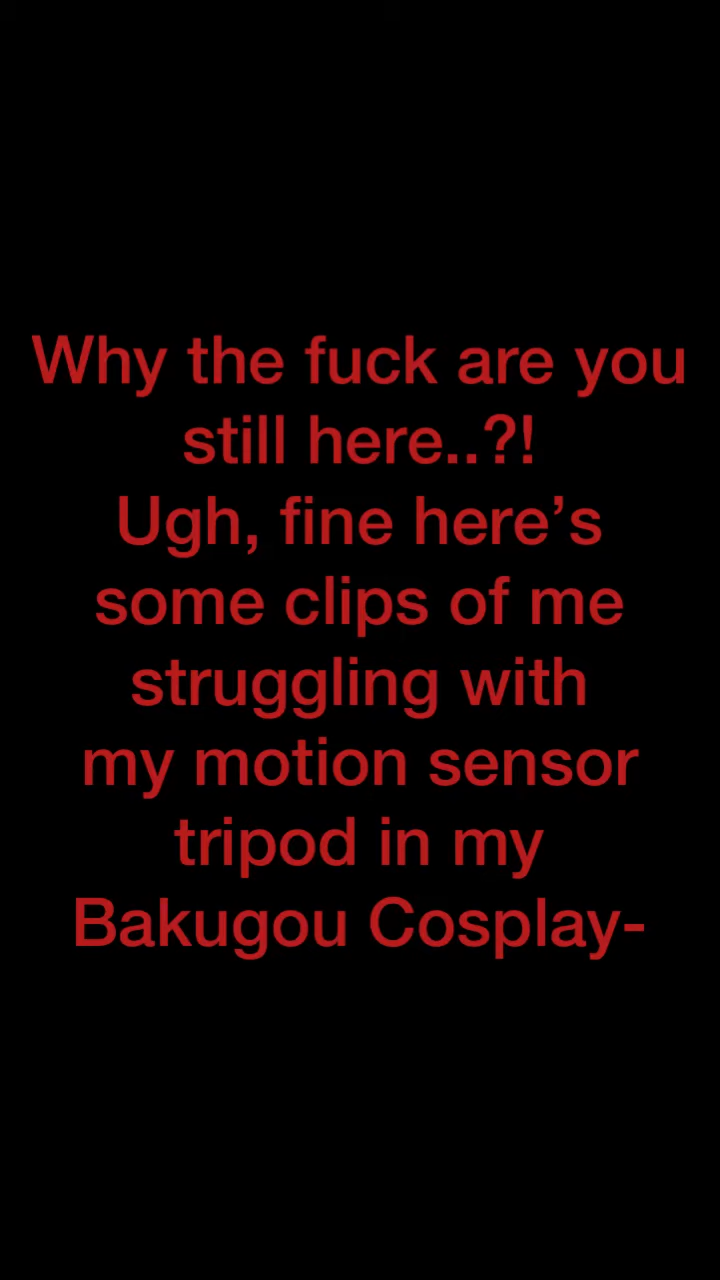 Why the fuck are you
still here..?!
Ugh, fine here’s
some clips of me
struggling with
my motion sensor
tripod in my
Bakugou Cosplay-